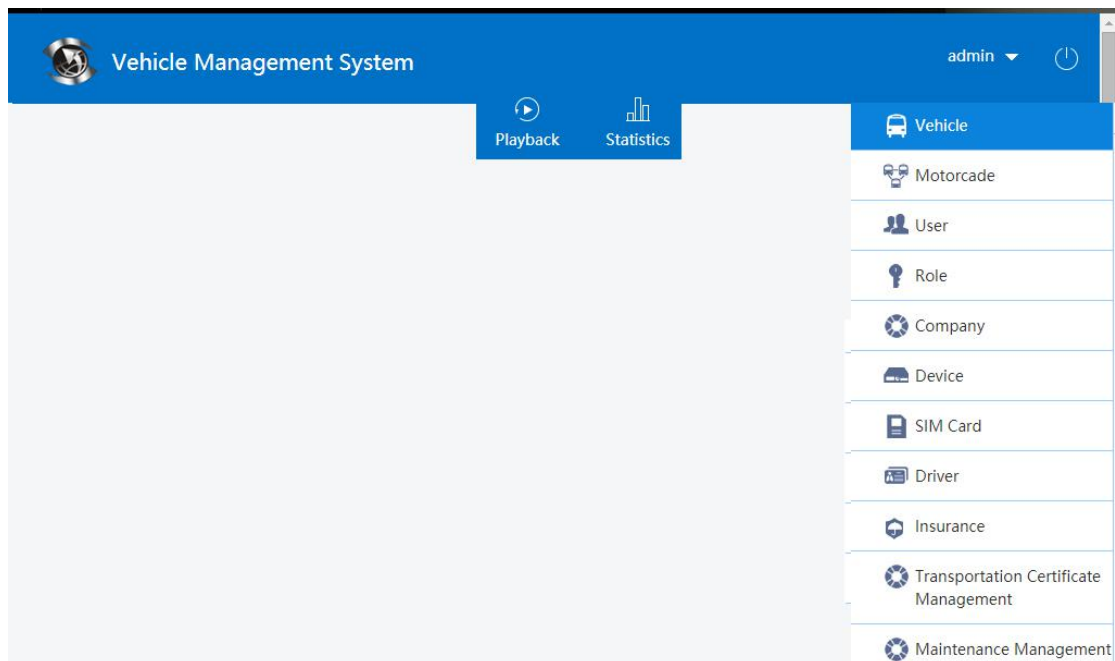 Vehicle Management System
admin
Playback
Statistics
Vehicle
Motorcade
User
Role
Company
Device
SIM Card
Driver
Insurance
Transportation Certificate
Management
Maintenance Management